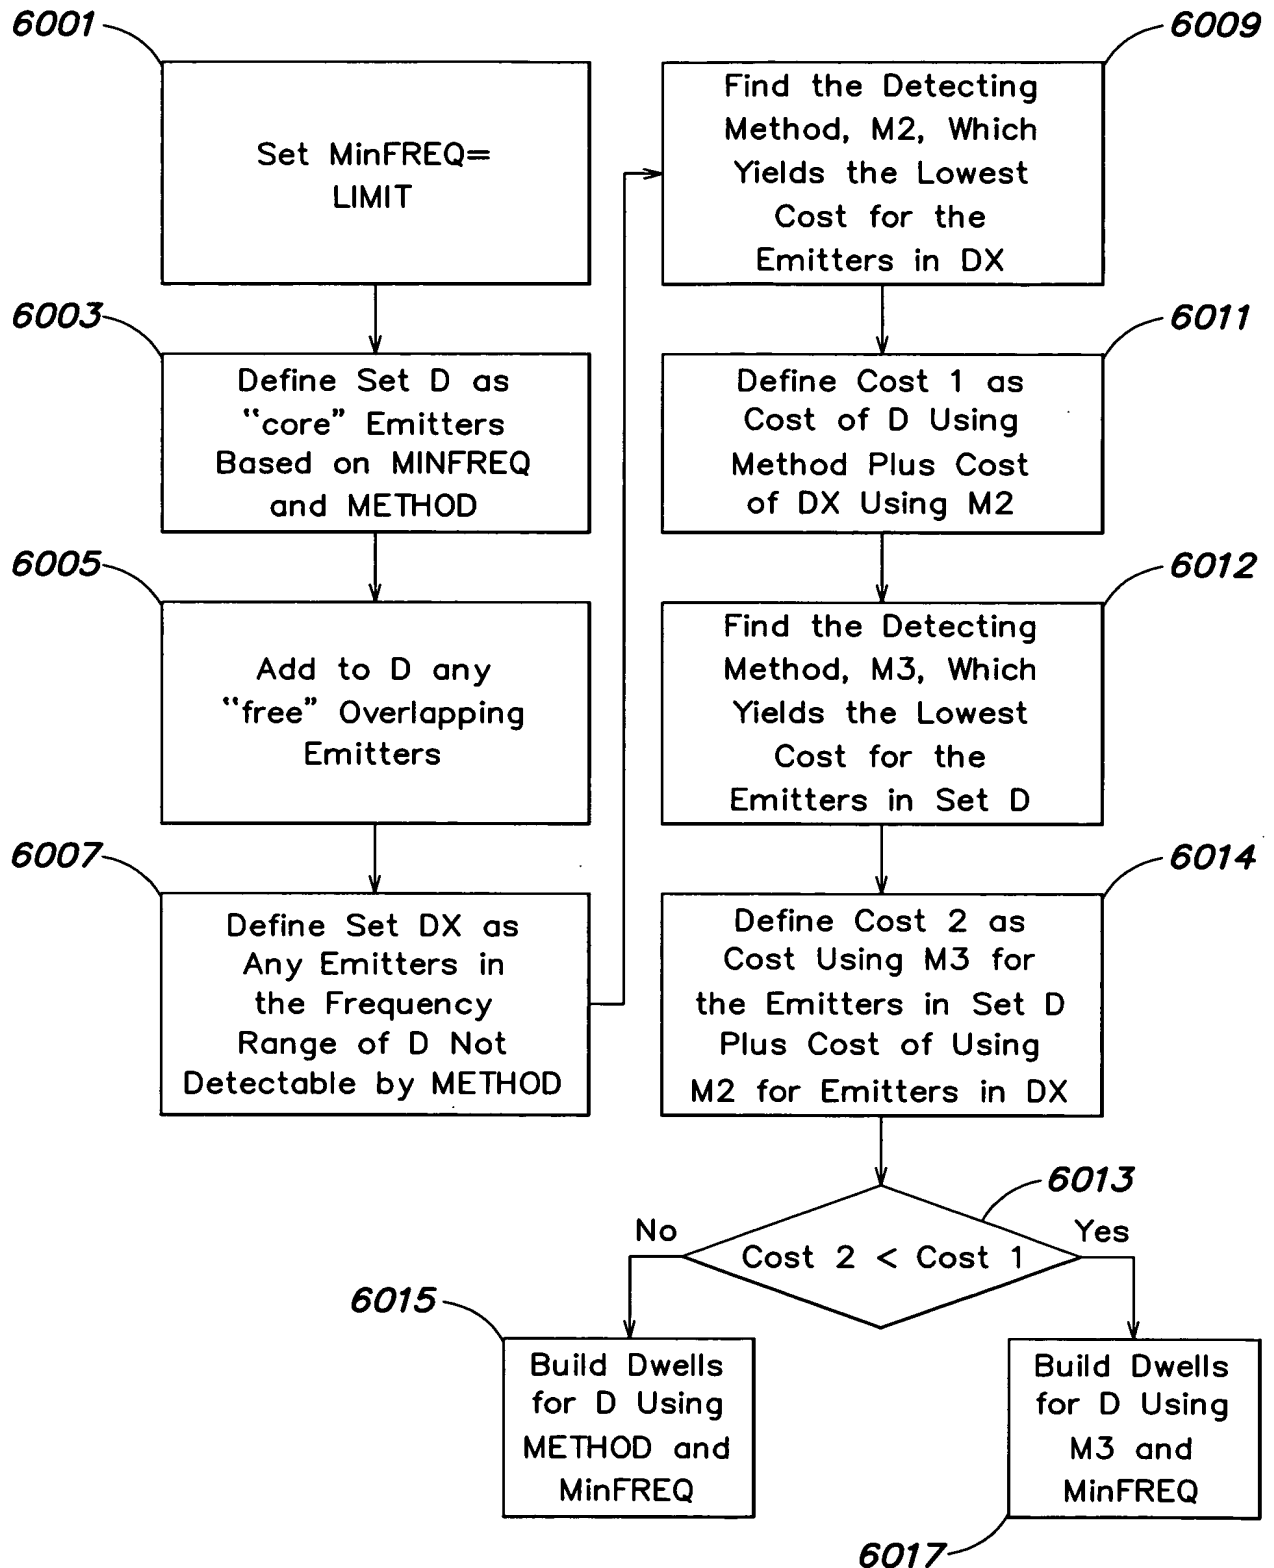 6001
Set MinFREQ=
LIMIT
6003
Define Set D as
“core” Emitters
Based on MINFREQ
and METHOD
6005
Add to D any
“free” Overlapping
Emitters
6007
Define Set DX as
Any Emitters in
the Frequency
Range of D Not
Detectable by METHOD
6009
Find the Detecting
Method, M2, Which
Yields the Lowest
Cost for the
Emitters in DX
6011
Define Cost 1 as
Cost of D Using
Method Plus Cost
of DX Using M2
6012
Find the Detecting
Method, M3, Which
Yields the Lowest
Cost for the
Emitters in Set D
6014
Define Cost 2 as
Cost Using M3 for
the Emitters in Set D
Plus Cost of Using
M2 for Emitters in DX
6013
No
Yes
Cost 2 < Cost 1
6015
Build Dwells
for D Using
METHOD and
MinFREQ
Build Dwells
for D Using
M3 and
MinFREQ
6017